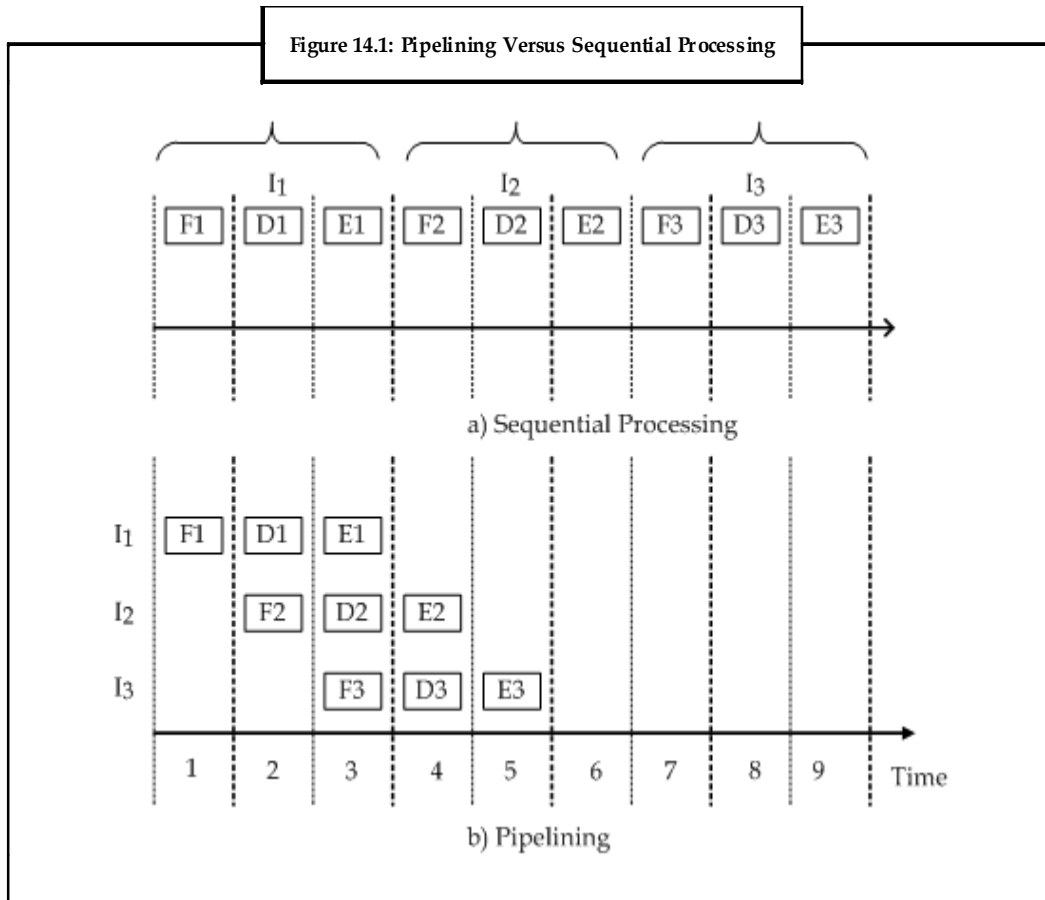 Figure 14.1: Pipelining Versus Sequential Processing
I1 I2 I3
F1 D1 E1 F2 D2 E2 F3 D3 E3
a) Sequential Processing
I1 F1 D1 E1
I2 F2 D2 E2
I3 F3 D3 E3
1 2 3 4 5 6 7 8 9 Time
b) Pipelining